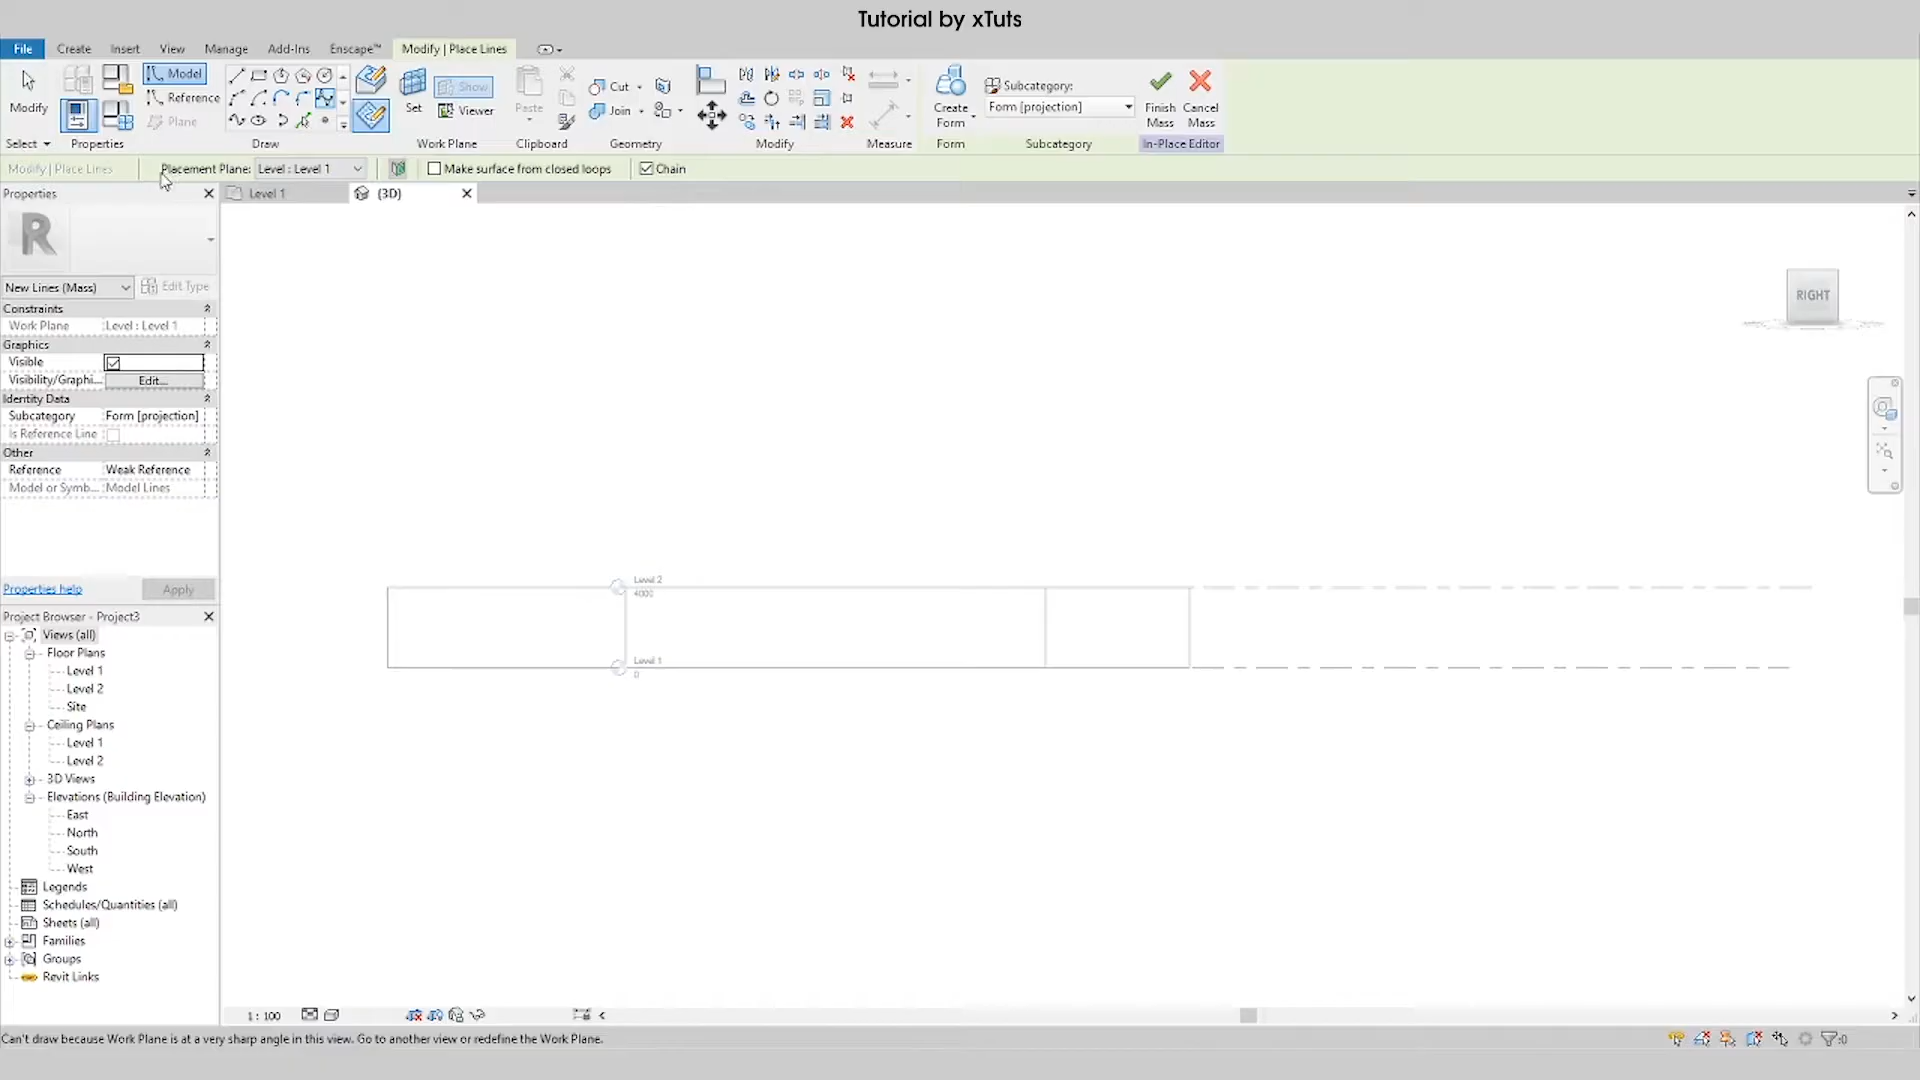 Tutorial by xTuts
File Create Insert View Manage Add-Ins Enscape™ Modify | Place Lines
Modify
Model
Reference
Plane
Set
Show
Viewer
Paste
Cut
Join
Create
Form
Subcategory:
Form [projection]
Finish
Mass
Cancel
Mass
Select Properties Draw Work Plane Clipboard Geometry Modify Measure Form Subcategory In-Place Editor
Modify | Place Lines Placement Plane: Level : Level 1 Make surface from closed loops Chain
Properties
Level 1
(3D)
R
New Lines (Mass) Edit Type
Constraints
Work Plane Level : Level 1
Graphics
Visible
Visibility/Graphi... Edit...
Identity Data
Subcategory Form [projection]
Is Reference Line
Other
Reference Weak Reference
Model or Symb... Model Lines
Properties help Apply
Project Browser - Project3
Views (all)
Floor Plans
Level 1
Level 2
Site
Ceiling Plans
Level 1
Level 2
3D Views
Elevations (Building Elevation)
East
North
South
West
Legends
Schedules/Quantities (all)
Sheets (all)
Families
Groups
Revit Links
RIGHT
Level 2
4000
Level 1
0
1 : 100
Can't draw because Work Plane is at a very sharp angle in this view. Go to another view or redefine the Work Plane.
:0